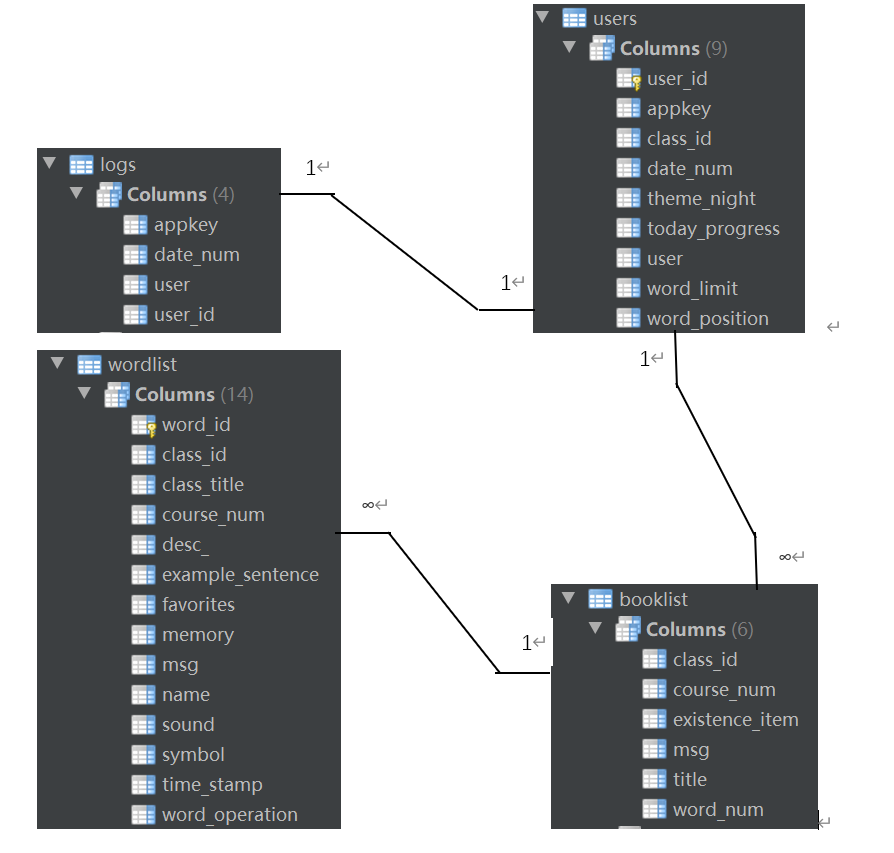 users
Columns (9)
user_id
appkey
class_id
date_num
theme_night
today_progress
user
word_limit
word_position
logs
Columns (4)
appkey
date_num
user
user_id
1↵
1↵
↵
1↵
wordlist
Columns (14)
word_id
class_id
class_title
course_num
desc_
example_sentence
favorites
memory
msg
name
sound
symbol
time_stamp
word_operation
∞↵
1↵
∞↵
booklist
Columns (6)
class_id
course_num
existence_item
msg
title
word_num
↵